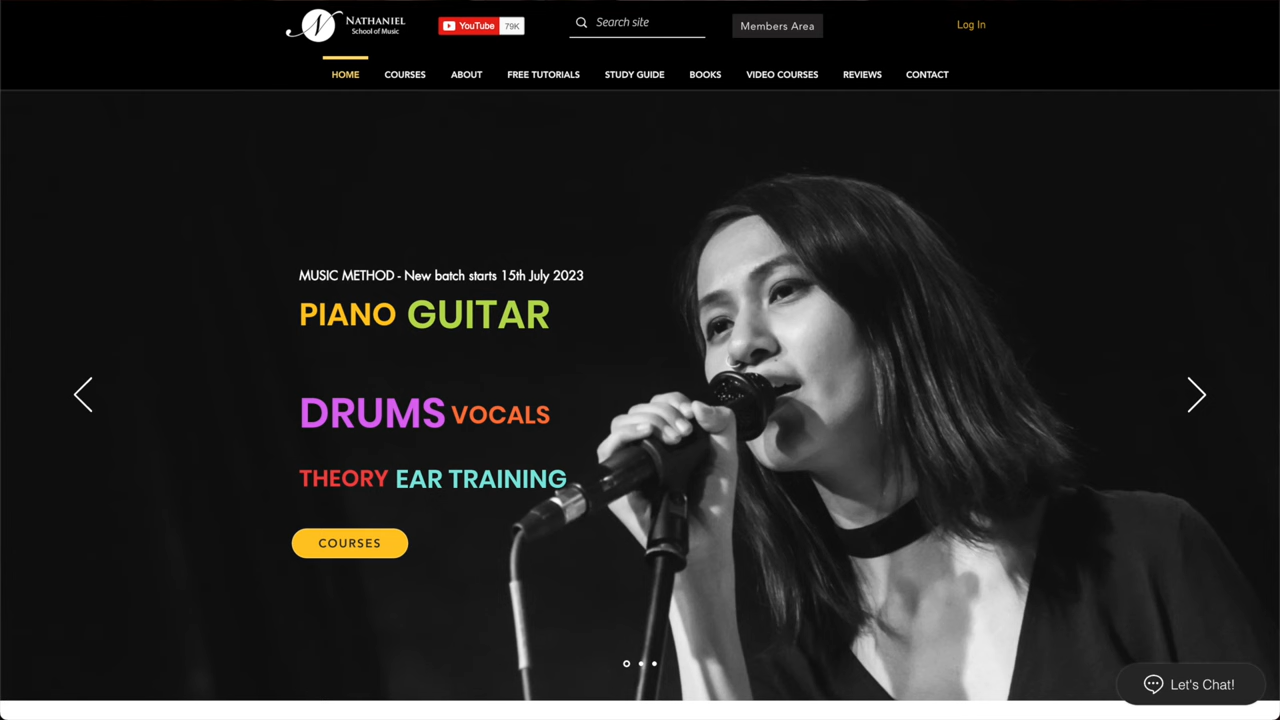 NATHANIEL
School of Music
YouTube 79K
Search site
Members Area
Log In
HOME COURSES ABOUT FREE TUTORIALS STUDY GUIDE BOOKS VIDEO COURSES REVIEWS CONTACT
MUSIC METHOD - New batch starts 15th July 2023
PIANO GUITAR
DRUMS VOCALS
THEORY EAR TRAINING
COURSES
Let's Chat!